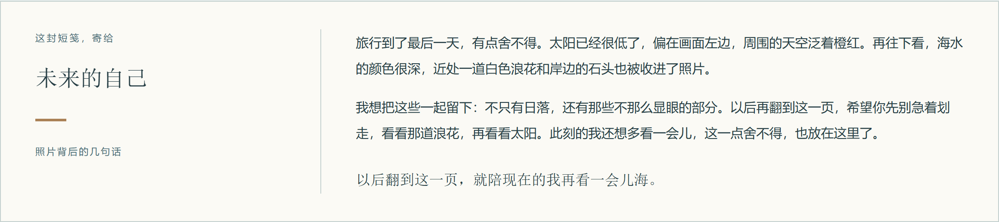 这封短笺，寄给
未来的自己
照片背后的几句话
旅行到了最后一天，有点舍不得。太阳已经很低了，偏在画面左边，周围的天空泛着橙红。再往下看，海水
的颜色很深，近处一道白色浪花和岸边的石头也被收进了照片。
我想把这些一起留下：不只有日落，还有那些不那么显眼的部分。以后再翻到这一页，希望你先别急着划
走，看看那道浪花，再看看太阳。此刻的我还想多看一会儿，这一点舍不得，也放在这里了。
以后翻到这一页，就陪现在的我再看一会儿海。